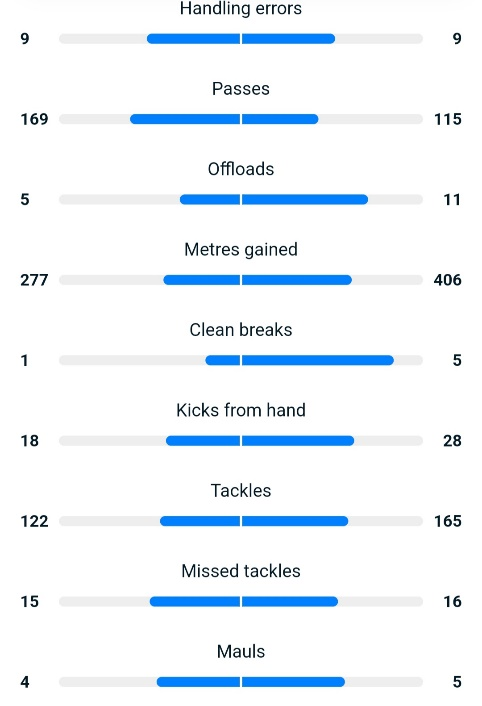 Handling errors
9 9
Passes
169 115
Offloads
5 11
Metres gained
277 406
Clean breaks
1 5
Kicks from hand
18 28
Tackles
122 165
Missed tackles
15 16
Mauls
4 5